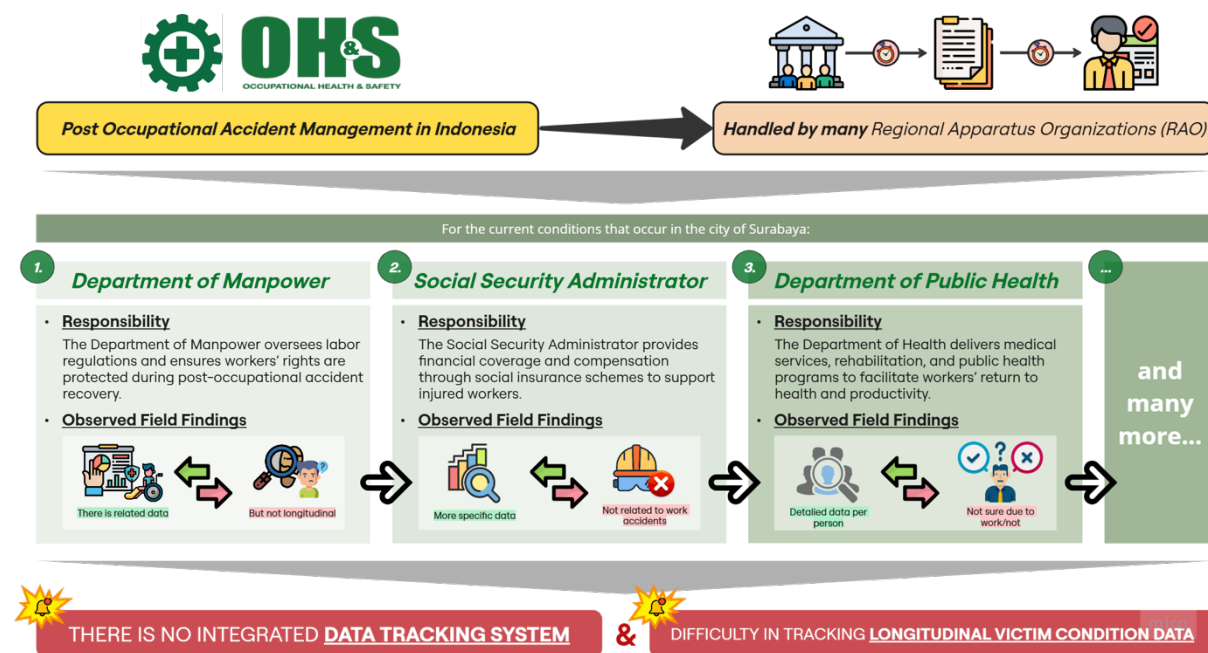 OH&S
OCCUPATIONAL HEALTH & SAFETY
Post Occupational Accident Management in Indonesia
Handled by many Regional Apparatus Organizations (RAO)
For the current conditions that occur in the city of Surabaya:
1.
Department of Manpower
• Responsibility
The Department of Manpower oversees labor
regulations and ensures workers' rights are
protected during post-occupational accident
recovery.
• Observed Field Findings
There is related data
But not longitudinal
2.
Social Security Administrator
• Responsibility
The Social Security Administrator provides
financial coverage and compensation
through social insurance schemes to support
injured workers.
• Observed Field Findings
More specific data
Not related to work
accidents
3.
Department of Public Health
• Responsibility
The Department of Health delivers medical
services, rehabilitation, and public health
programs to facilitate workers' return to
health and productivity.
• Observed Field Findings
Detalied data per
person
Not sure due to
work/not
...
and
many
more...
THERE IS NO INTEGRATED DATA TRACKING SYSTEM
&
DIFFICULTY IN TRACKING LONGITUDINAL VICTIM CONDITION DATA
miro